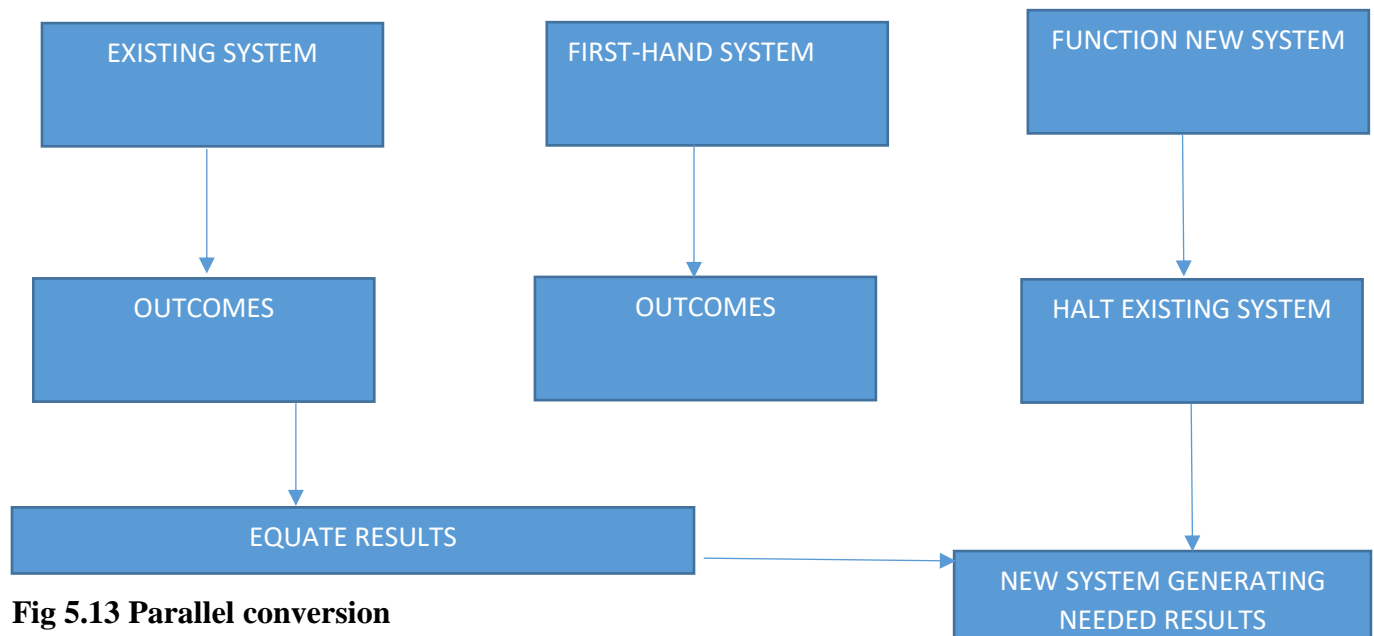 EXISTING SYSTEM
FIRST-HAND SYSTEM
FUNCTION NEW SYSTEM
OUTCOMES
OUTCOMES
HALT EXISTING SYSTEM
EQUATE RESULTS
NEW SYSTEM GENERATING
NEEDED RESULTS
Fig 5.13 Parallel conversion